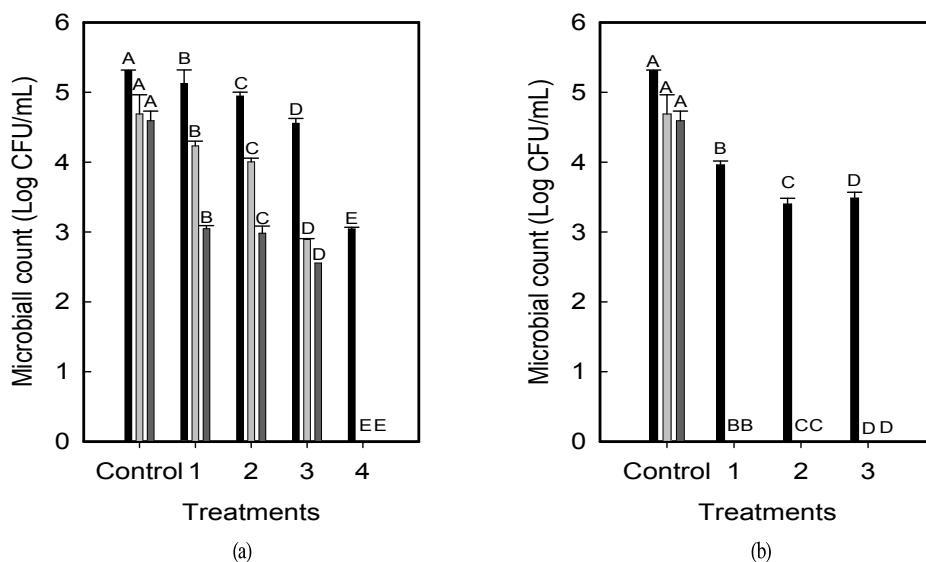 6
5
4
3
2
1
0
Microbiall count (Log CFU/mL)
A
A
A
B
B
B
C
C
C
D
D
D
E
EE
Control 1 2 3 4
Treatments
(a)
6
5
4
3
2
1
0
Microbial count (Log CFU/mL)
A
A
A
B
BB
C
CC
D
D D
Control 1 2 3
Treatments
(b)